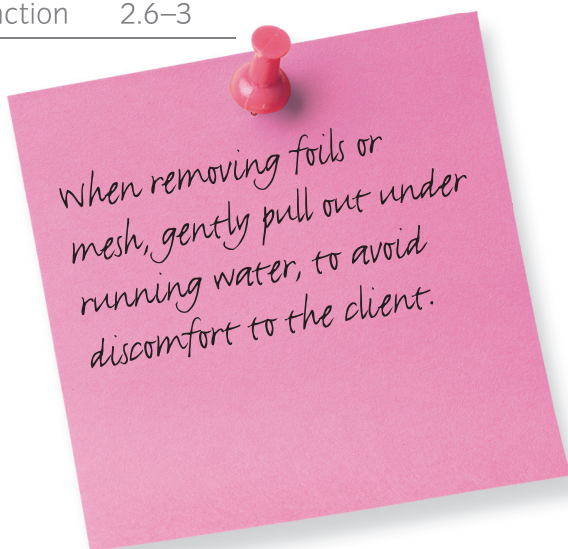 nction 2.6–3
when removing foils or
mesh, gently pull out under
running water, to avoid
discomfort to the client.